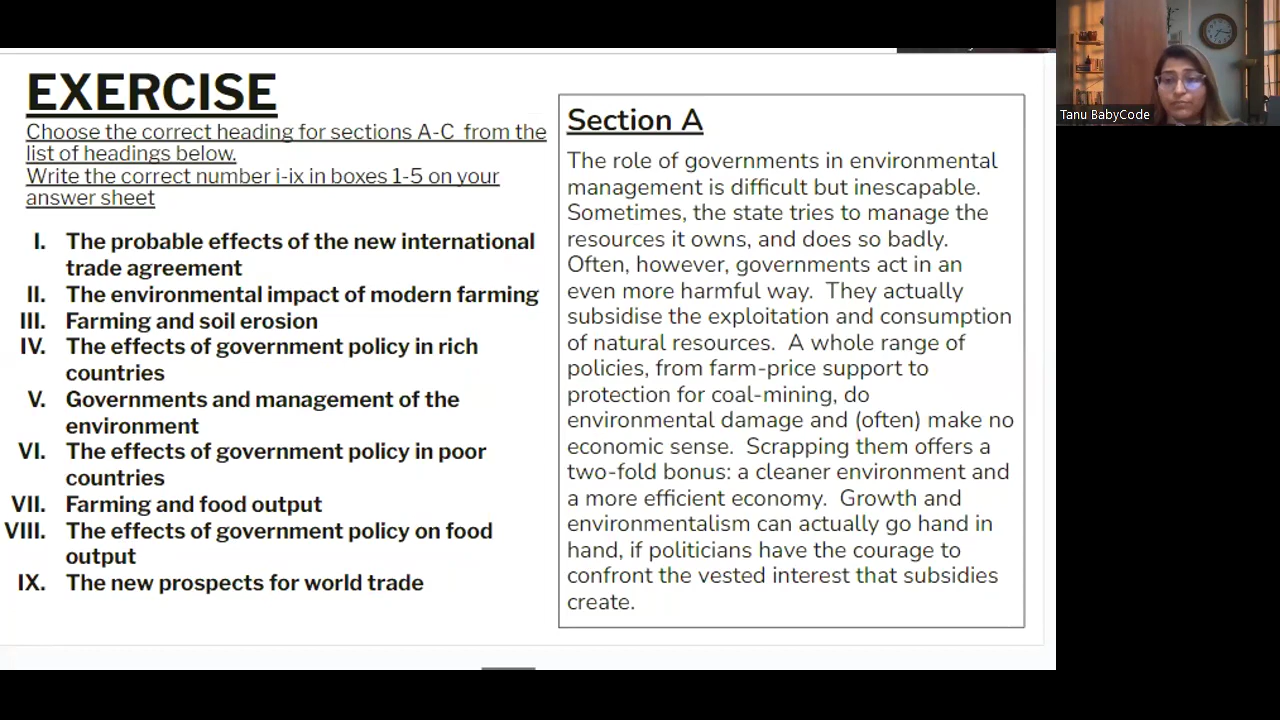 EXERCISE
Choose the correct heading for sections A-C from the
list of headings below.
Write the correct number i-ix in boxes 1-5 on your
answer sheet
I. The probable effects of the new international
trade agreement
II. The environmental impact of modern farming
III. Farming and soil erosion
IV. The effects of government policy in rich
countries
V. Governments and management of the
environment
VI. The effects of government policy in poor
countries
VII. Farming and food output
VIII. The effects of government policy on food
output
IX. The new prospects for world trade
Section A
The role of governments in environmental
management is difficult but inescapable.
Sometimes, the state tries to manage the
resources it owns, and does so badly.
Often, however, governments act in an
even more harmful way. They actually
subsidise the exploitation and consumption
of natural resources. A whole range of
policies, from farm-price support to
protection for coal-mining, do
environmental damage and (often) make no
economic sense. Scrapping them offers a
two-fold bonus: a cleaner environment and
a more efficient economy. Growth and
environmentalism can actually go hand in
hand, if politicians have the courage to
confront the vested interest that subsidies
create.
Tanu BabyCode